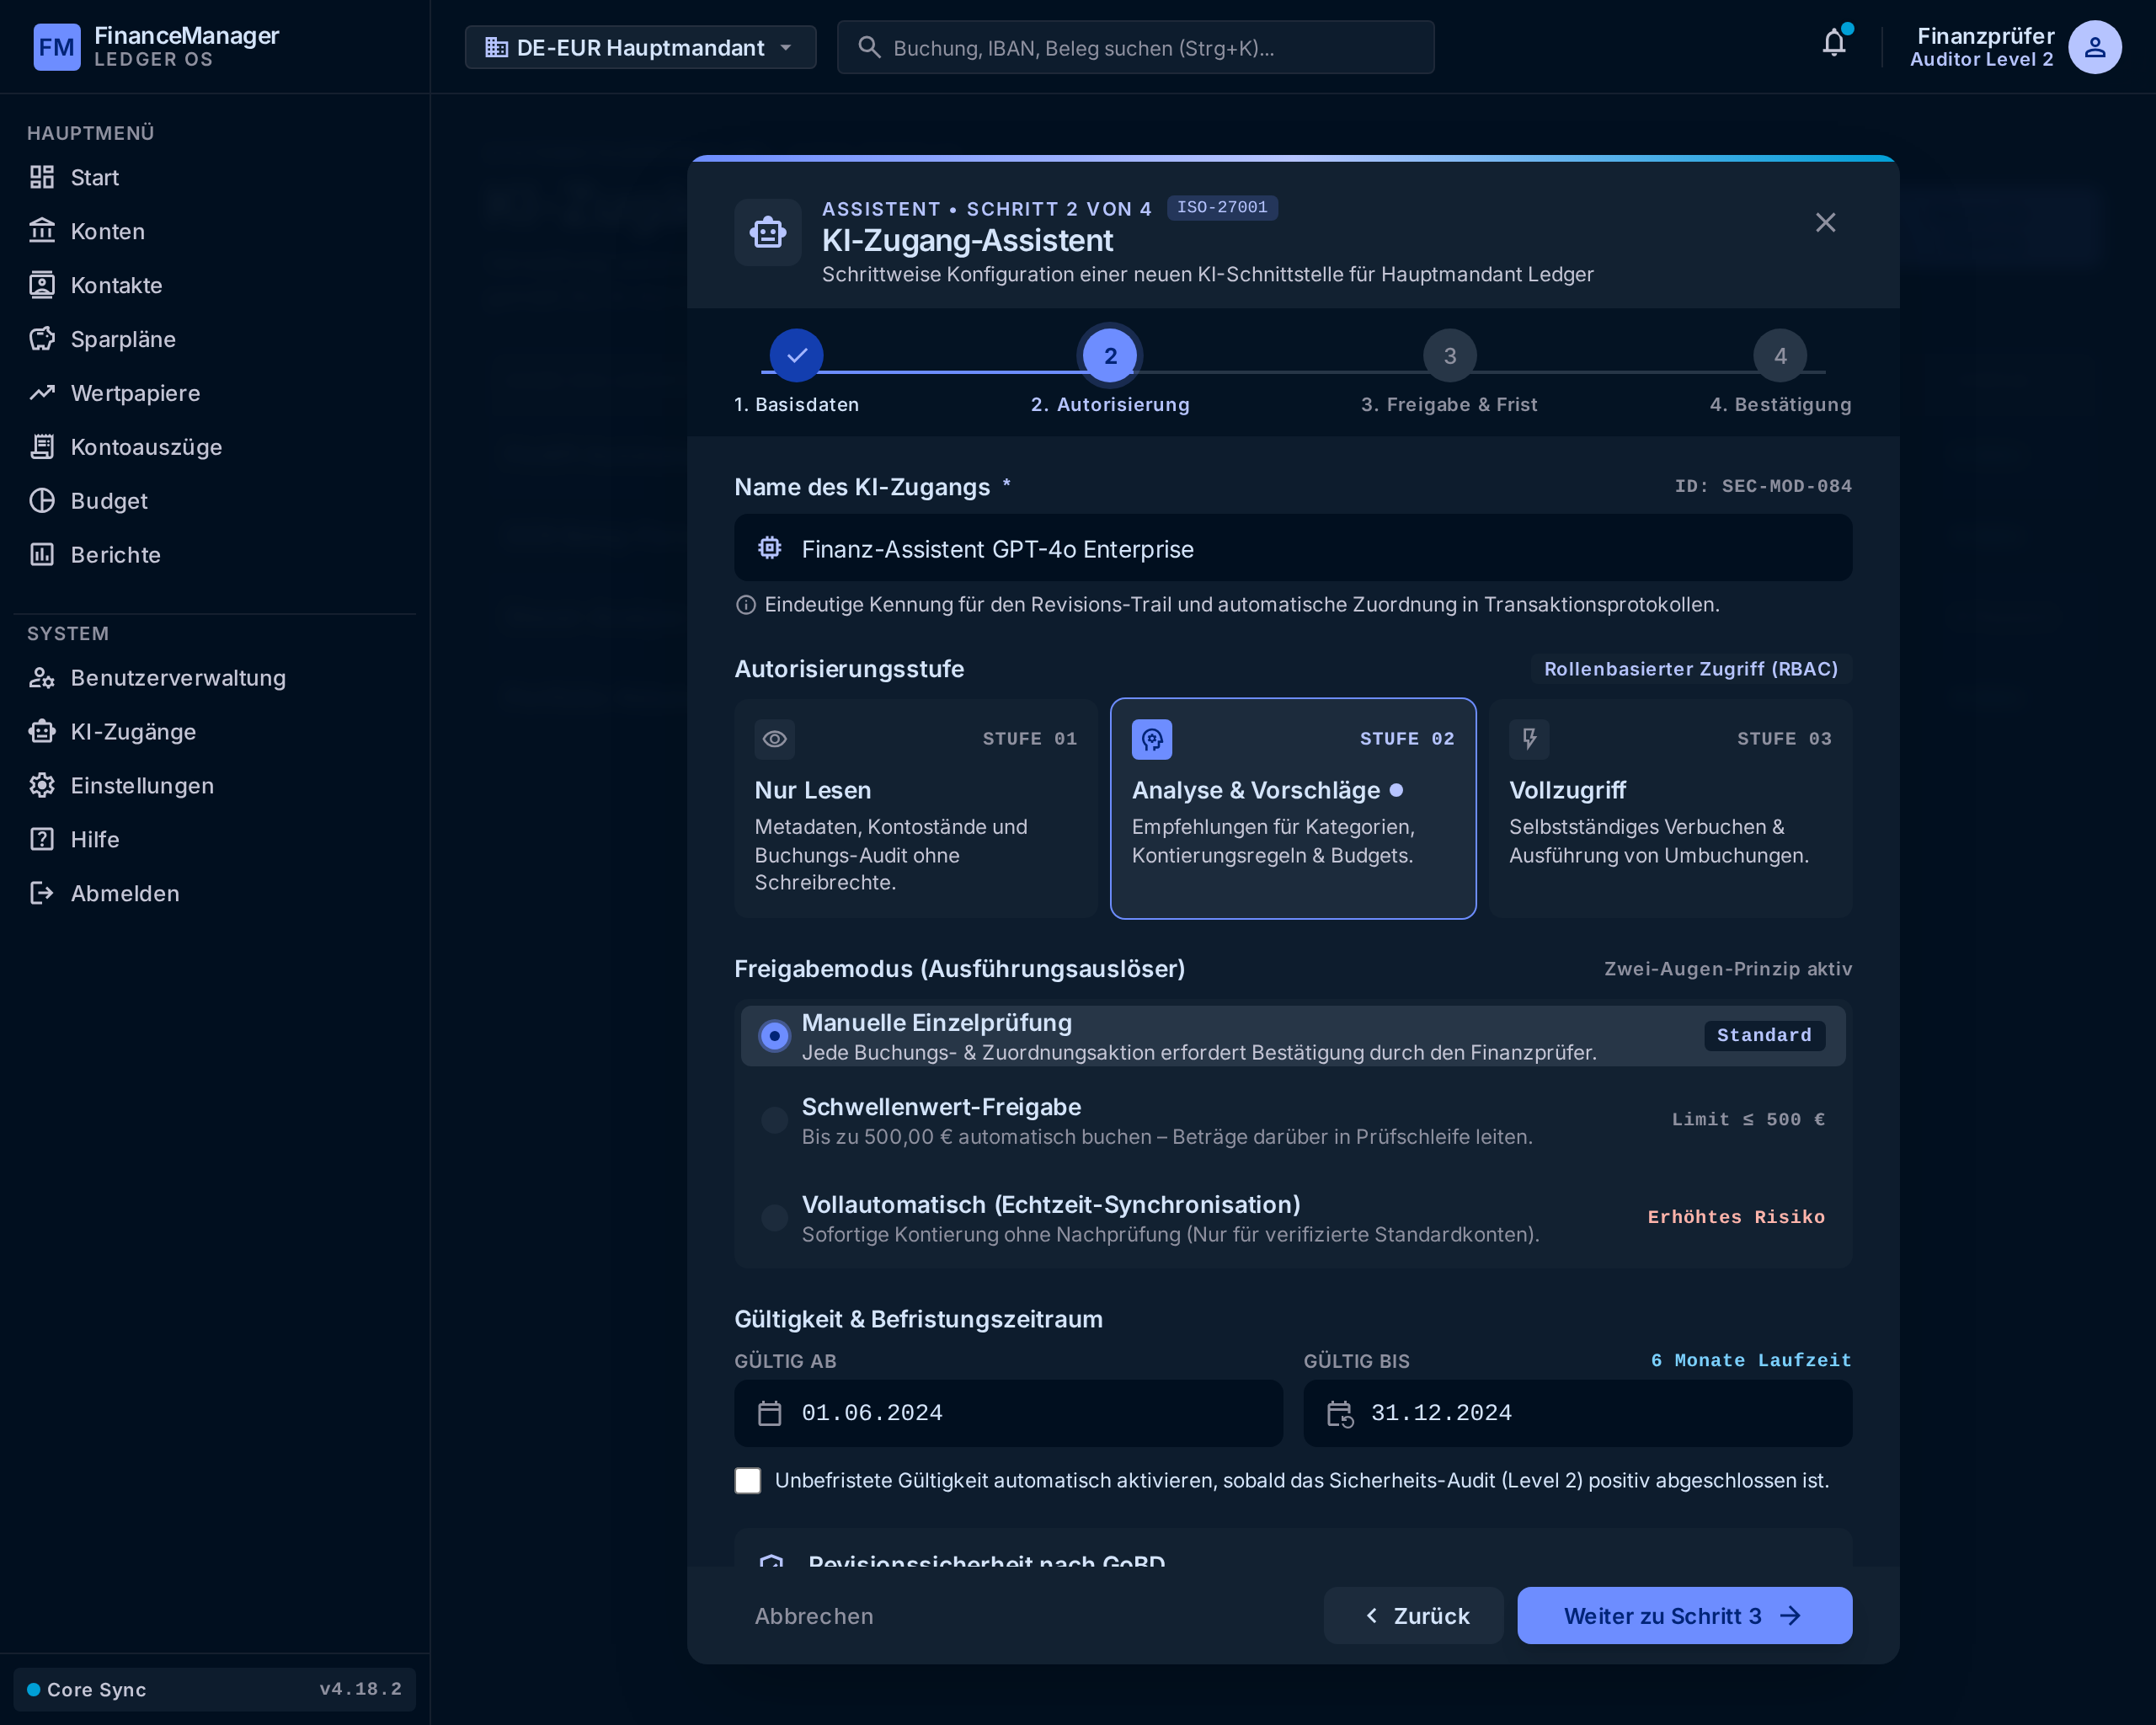 FM
FinanceManager
LEDGER OS
DE-EUR Hauptmandant
Buchung, IBAN, Beleg suchen (Strg+K)...
Finanzprüfer
Auditor Level 2
HAUPTMENÜ
Start
Konten
Kontakte
Sparpläne
Wertpapiere
Kontoauszüge
Budget
Berichte
SYSTEM
Benutzerverwaltung
KI-Zugänge
Einstellungen
Hilfe
Abmelden
Core Sync v4.18.2
ASSISTENT • SCHRITT 2 VON 4 ISO-27001
KI-Zugang-Assistent
Schrittweise Konfiguration einer neuen KI-Schnittstelle für Hauptmandant Ledger
2 3 4
1. Basisdaten 2. Autorisierung 3. Freigabe & Frist 4. Bestätigung
Name des KI-Zugangs * ID: SEC-MOD-084
Finanz-Assistent GPT-4o Enterprise
Eindeutige Kennung für den Revisions-Trail und automatische Zuordnung in Transaktionsprotokollen.
Autorisierungsstufe Rollenbasierter Zugriff (RBAC)
STUFE 01
Nur Lesen
Metadaten, Kontostände und
Buchungs-Audit ohne
Schreibrechte.
STUFE 02
Analyse & Vorschläge
Empfehlungen für Kategorien,
Kontierungsregeln & Budgets.
STUFE 03
Vollzugriff
Selbstständiges Verbuchen &
Ausführung von Umbuchungen.
Freigabemodus (Ausführungsauslöser) Zwei-Augen-Prinzip aktiv
Manuelle Einzelprüfung
Jede Buchungs- & Zuordnungsaktion erfordert Bestätigung durch den Finanzprüfer.
Standard
Schwellenwert-Freigabe
Bis zu 500,00 € automatisch buchen – Beträge darüber in Prüfschleife leiten.
Limit ≤ 500 €
Vollautomatisch (Echtzeit-Synchronisation)
Sofortige Kontierung ohne Nachprüfung (Nur für verifizierte Standardkonten).
Erhöhtes Risiko
Gültigkeit & Befristungszeitraum
GÜLTIG AB
01.06.2024
GÜLTIG BIS 6 Monate Laufzeit
31.12.2024
Unbefristete Gültigkeit automatisch aktivieren, sobald das Sicherheits-Audit (Level 2) positiv abgeschlossen ist.
Revisionssicherheit nach GoBD
Abbrechen Zurück Weiter zu Schritt 3